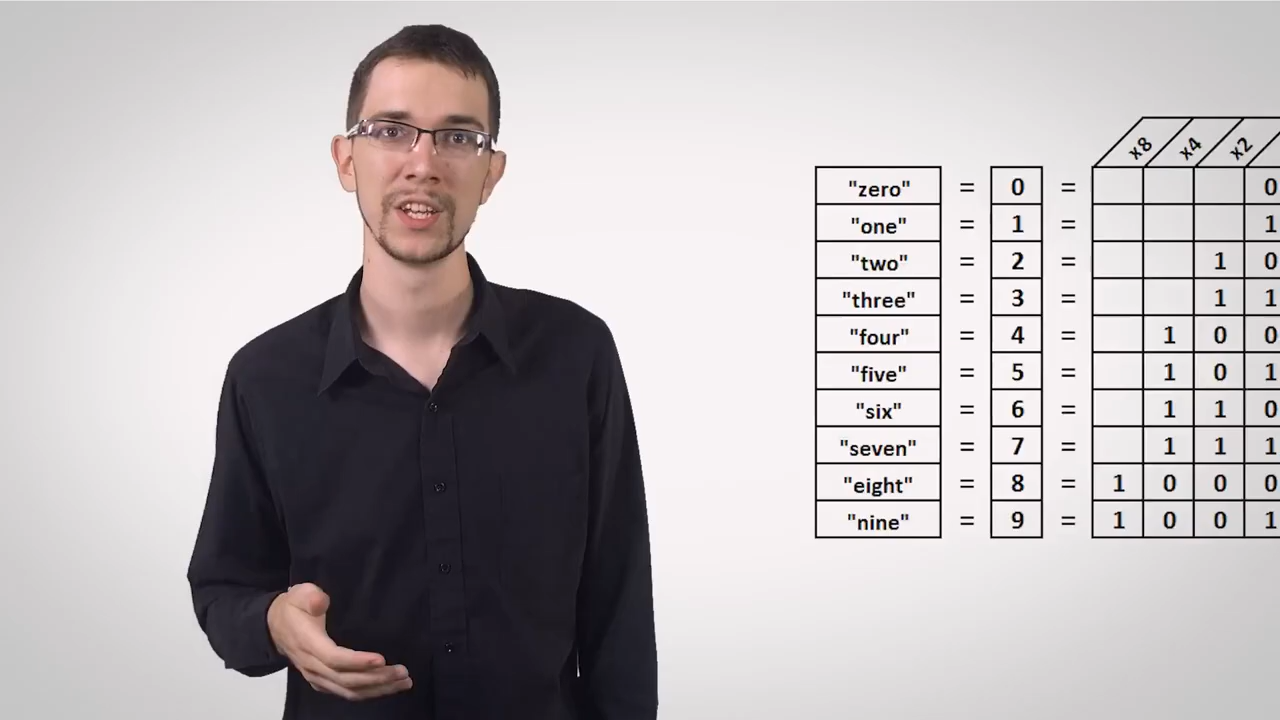 x8 x4 x2
"zero" = 0 = 0
"one" = 1 = 1
"two" = 2 = 1 0
"three" = 3 = 1 1
"four" = 4 = 1 0 0
"five" = 5 = 1 0 1
"six" = 6 = 1 1 0
"seven" = 7 = 1 1 1
"eight" = 8 = 1 0 0 0
"nine" = 9 = 1 0 0 1